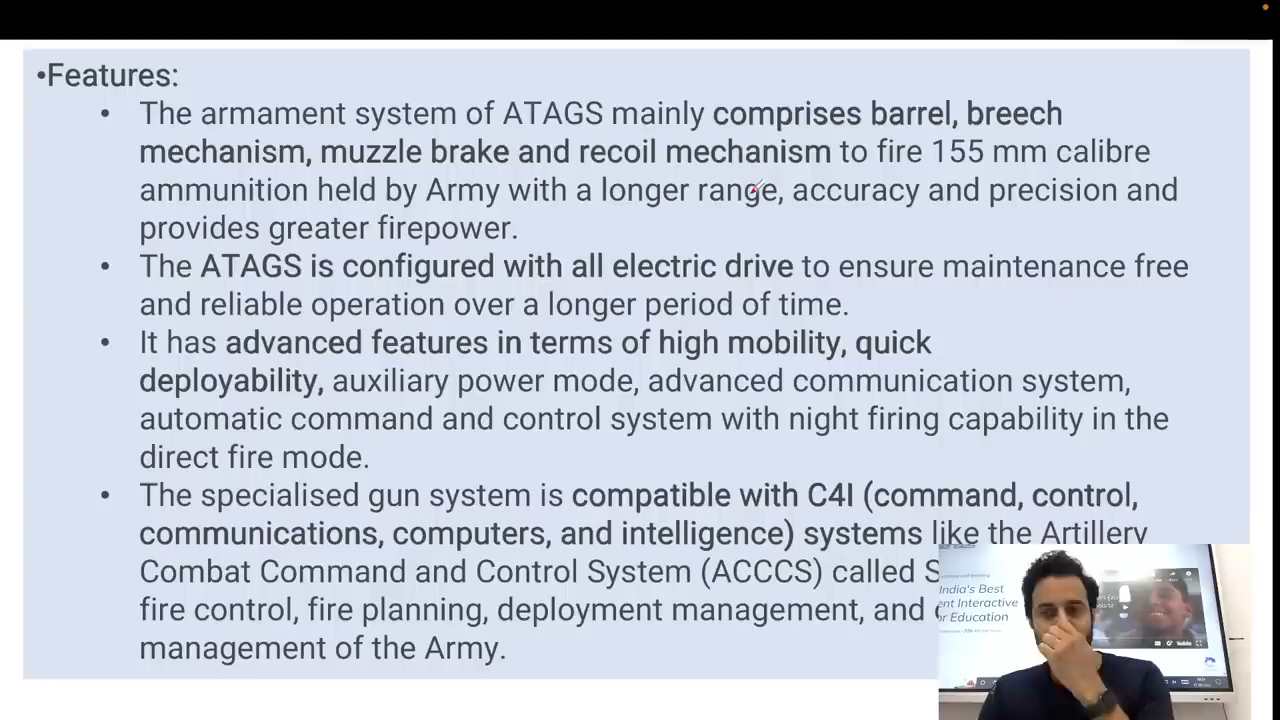 •Features:
• The armament system of ATAGS mainly comprises barrel, breech
mechanism, muzzle brake and recoil mechanism to fire 155 mm calibre
ammunition held by Army with a longer range, accuracy and precision and
provides greater firepower.
• The ATAGS is configured with all electric drive to ensure maintenance free
and reliable operation over a longer period of time.
• It has advanced features in terms of high mobility, quick
deployability, auxiliary power mode, advanced communication system,
automatic command and control system with night firing capability in the
direct fire mode.
• The specialised gun system is compatible with C4I (command, control,
communications, computers, and intelligence) systems like the Artillery
Combat Command and Control System (ACCCS) called
fire control, fire planning, deployment management, and
management of the Army.
India's Best
Interactive
Education